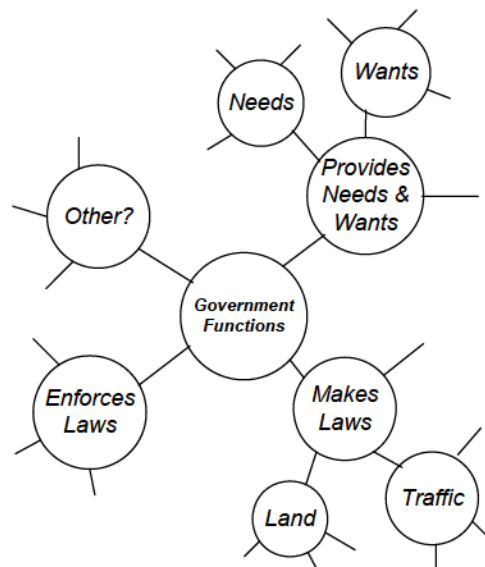 Wants
Needs
Provides
Needs &
Wants
Other?
Government
Functions
Enforces
Laws
Makes
Laws
Traffic
Land